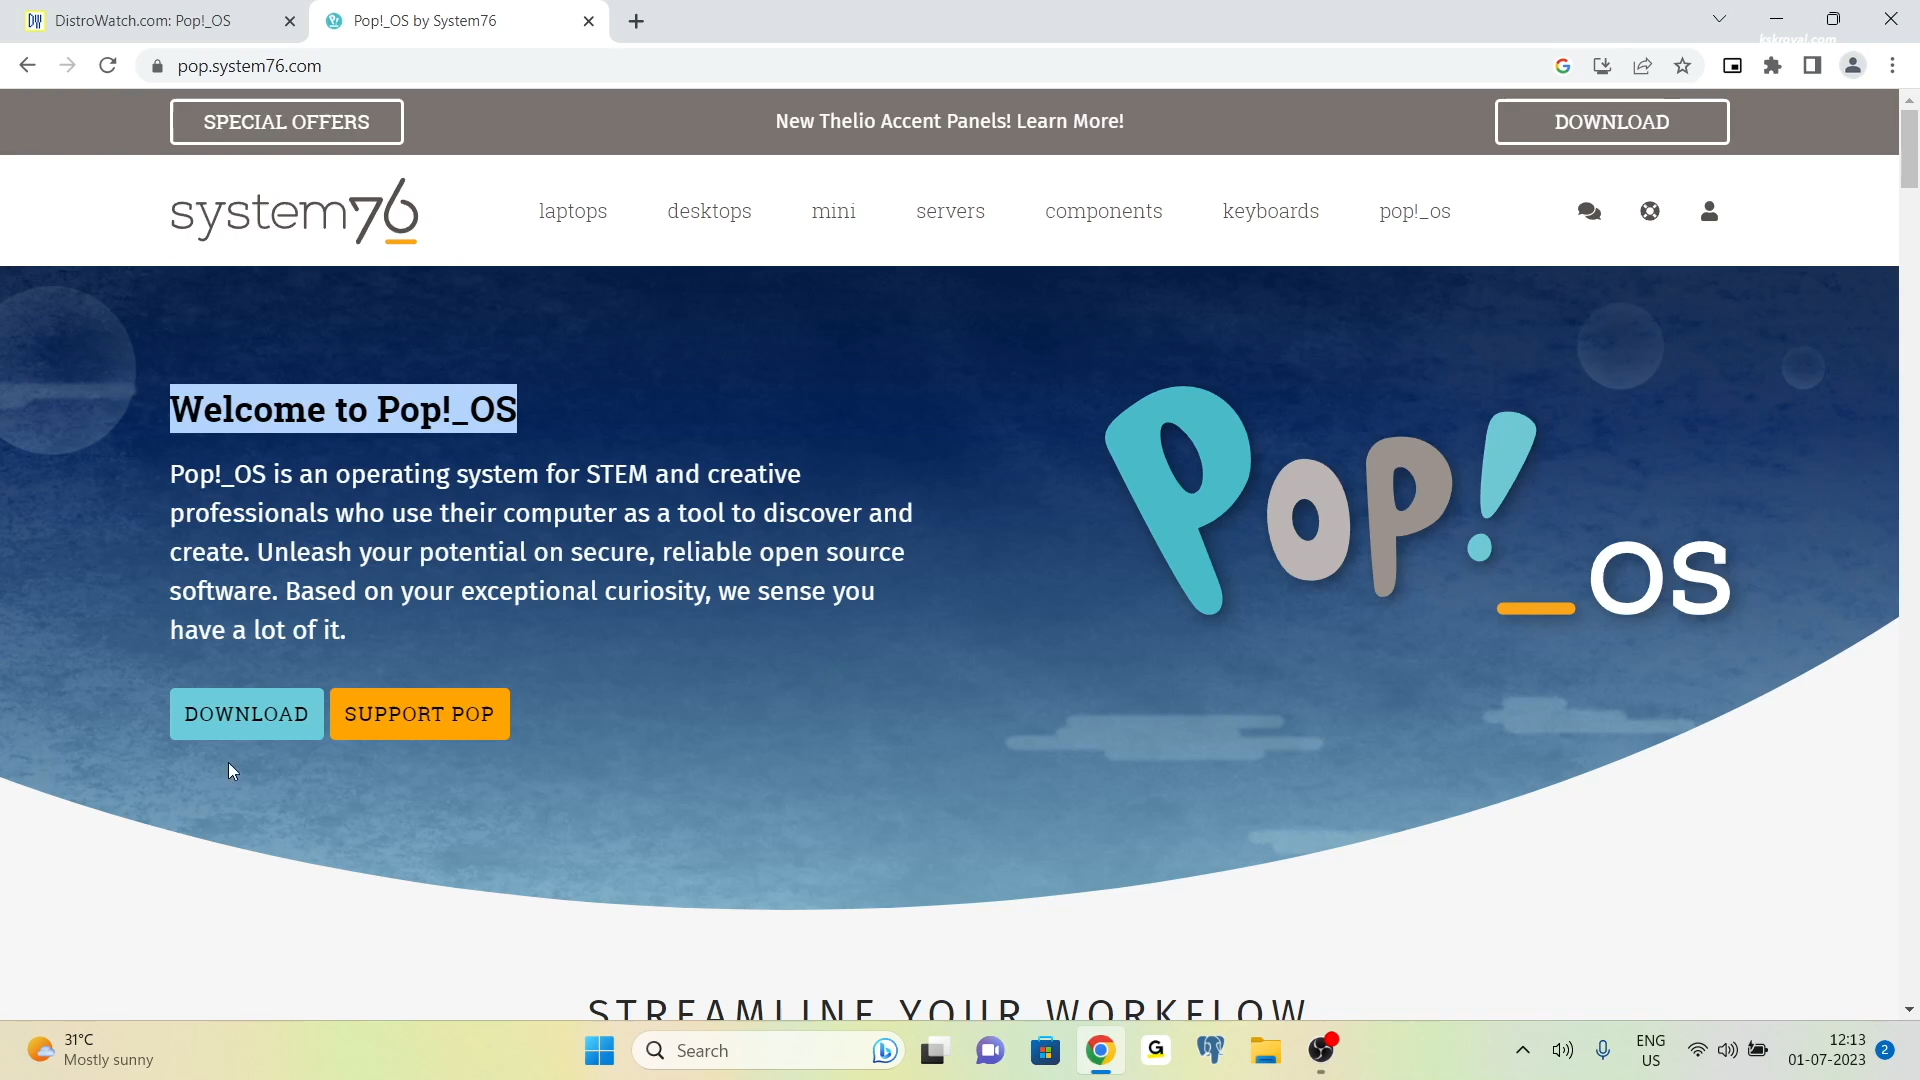 DistroWatch.com: Pop!_OS
Pop!_OS by System76
kskroyal.com
pop.system76.com
SPECIAL OFFERS
New Thelio Accent Panels! Learn More!
DOWNLOAD
system76
laptops
desktops
mini
servers
components
keyboards
pop!_os
Welcome to Pop!_OS
Pop!_OS is an operating system for STEM and creative
professionals who use their computer as a tool to discover and
create. Unleash your potential on secure, reliable open source
software. Based on your exceptional curiosity, we sense you
have a lot of it.
DOWNLOAD
SUPPORT POP
Pop!_OS
STREAMLINE YOUR WORKFLOW
31°C
Mostly sunny
Search
ENG
US
12:13
01-07-2023
2